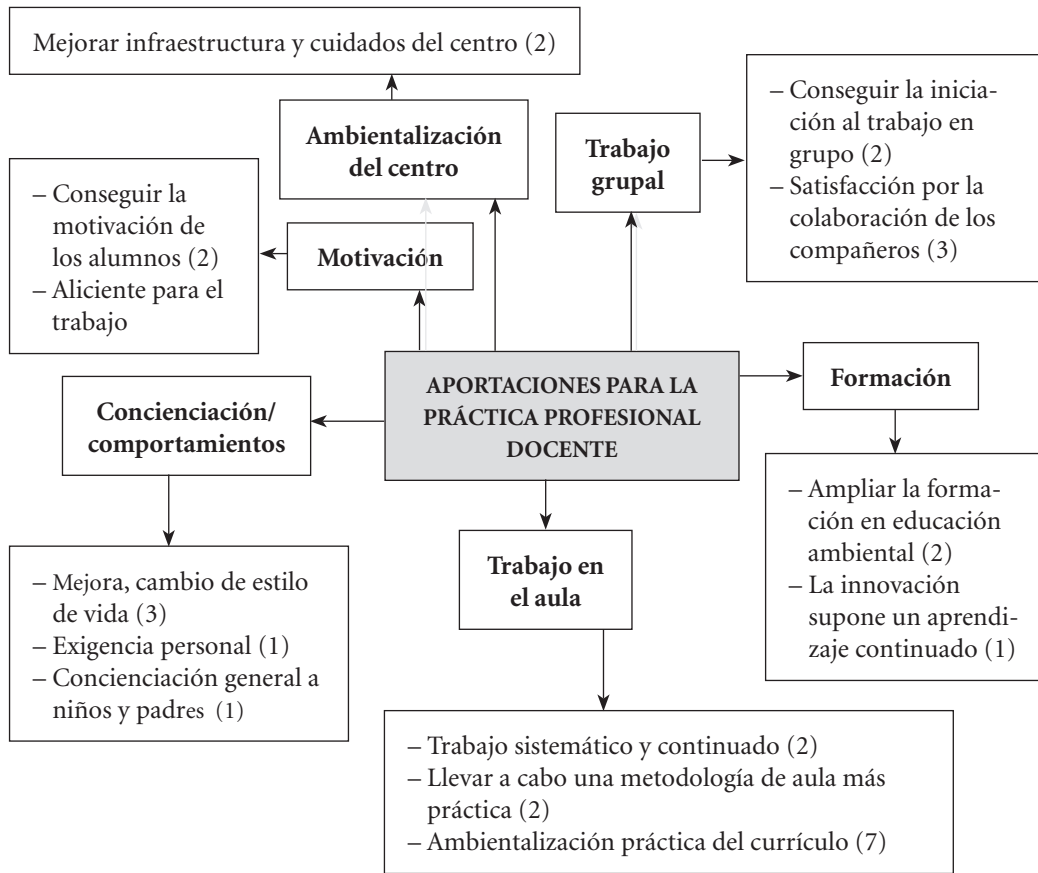 Mejorar infraestructura y cuidados del centro (2)
Ambientalización
del centro
Trabajo
grupal
– Conseguir la inicia-
ción al trabajo en
grupo (2)
– Satisfacción por la
colaboración de los
compañeros (3)
– Conseguir la
motivación de
los alumnos (2)
– Aliciente para el
trabajo
Motivación
APORTACIONES PARA LA
PRÁCTICA PROFESIONAL
DOCENTE
Formación
Concienciación/
comportamientos
– Ampliar la forma-
ción en educación
ambiental (2)
– La innovación
supone un aprendi-
zaje continuado (1)
Trabajo en
el aula
– Mejora, cambio de estilo
de vida (3)
– Exigencia personal (1)
– Concienciación general a
niños y padres (1)
– Trabajo sistemático y continuado (2)
– Llevar a cabo una metodología de aula más
práctica (2)
– Ambientalización práctica del currículo (7)